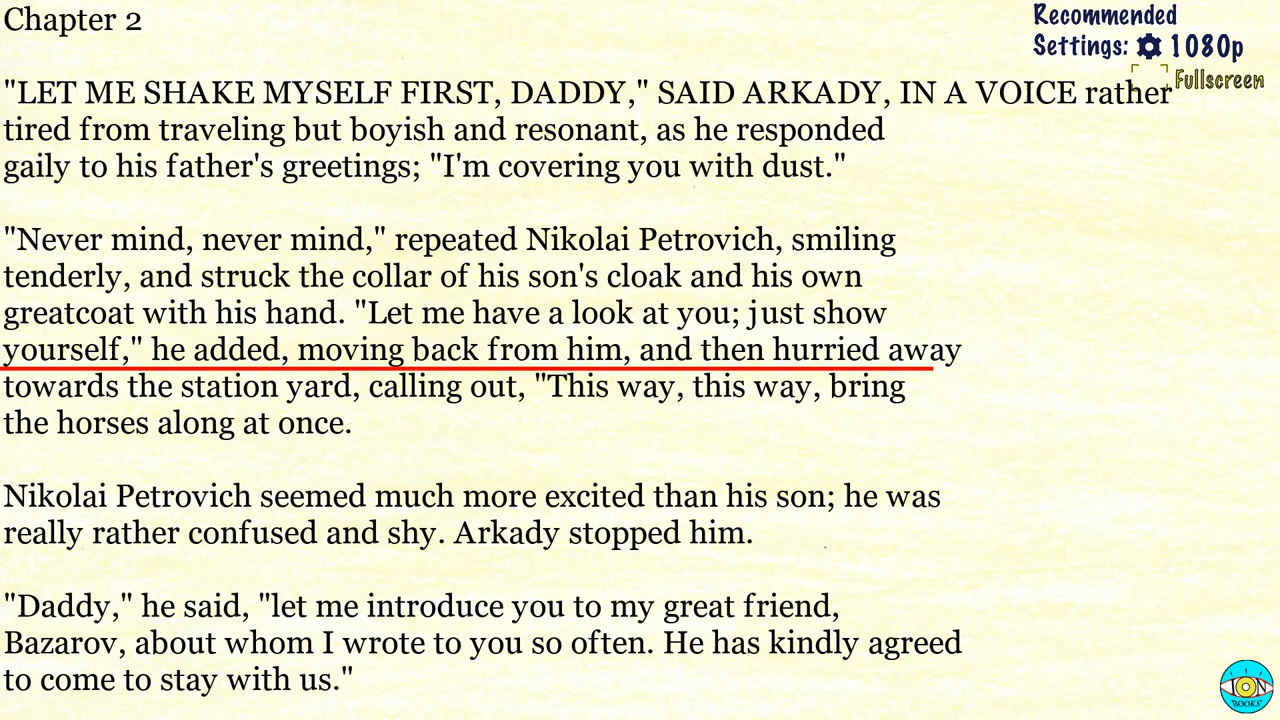 Chapter 2
Recommended
Settings: 1080p
Fullscreen
"LET ME SHAKE MYSELF FIRST, DADDY," SAID ARKADY, IN A VOICE rather
tired from traveling but boyish and resonant, as he responded
gaily to his father's greetings; "I'm covering you with dust."
"Never mind, never mind," repeated Nikolai Petrovich, smiling
tenderly, and struck the collar of his son's cloak and his own
greatcoat with his hand. "Let me have a look at you; just show
yourself," he added, moving back from him, and then hurried away
towards the station yard, calling out, "This way, this way, bring
the horses along at once.
Nikolai Petrovich seemed much more excited than his son; he was
really rather confused and shy. Arkady stopped him.
"Daddy," he said, "let me introduce you to my great friend,
Bazarov, about whom I wrote to you so often. He has kindly agreed
to come to stay with us."
ION
BOOKS